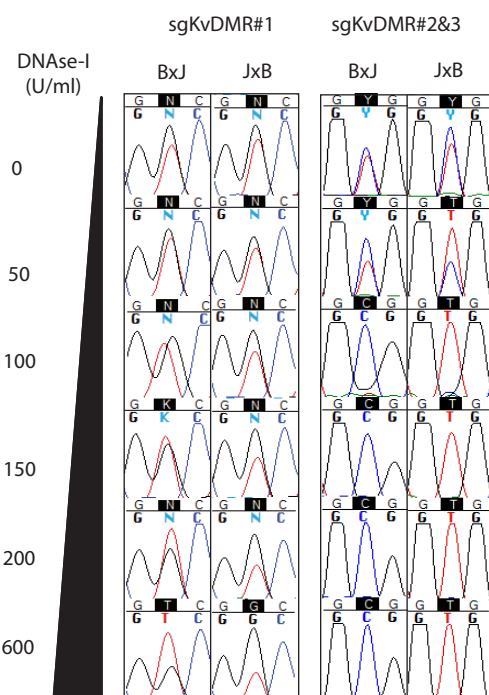 sgKvDMR#1 sgKvDMR#2&3
DNAse-I
(U/ml)
BxJ JxB BxJ JxB
G N C G N C G Y G G Y G
G N C G N C G Y G G Y G
0
G N C G N C G Y G G T G
G N C G N C G Y G G T G
50
G N C G N C G C G G T G
G N C G N C G C G G T G
100
G K C G N C G C G G T G
G K C G N C G C G G T G
150
G N C G N C G C G G T G
G N C G N C G C G G T G
200
G T C G G C G C G G T G
G T C G G C G C G G T G
600